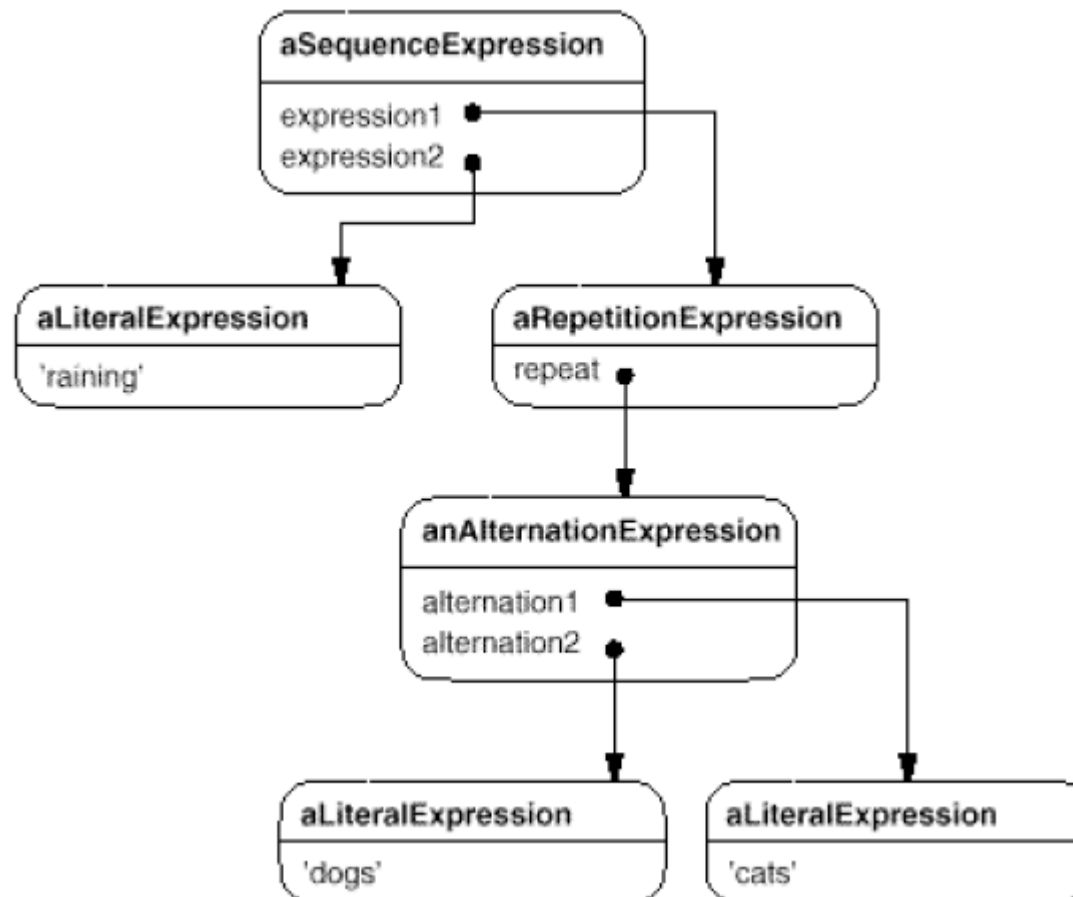 aSequenceExpression
expression1
expression2
aLiteralExpression
'raining'
aRepetitionExpression
repeat
anAlternationExpression
alternation1
alternation2
aLiteralExpression
'dogs'
aLiteralExpression
'cats'